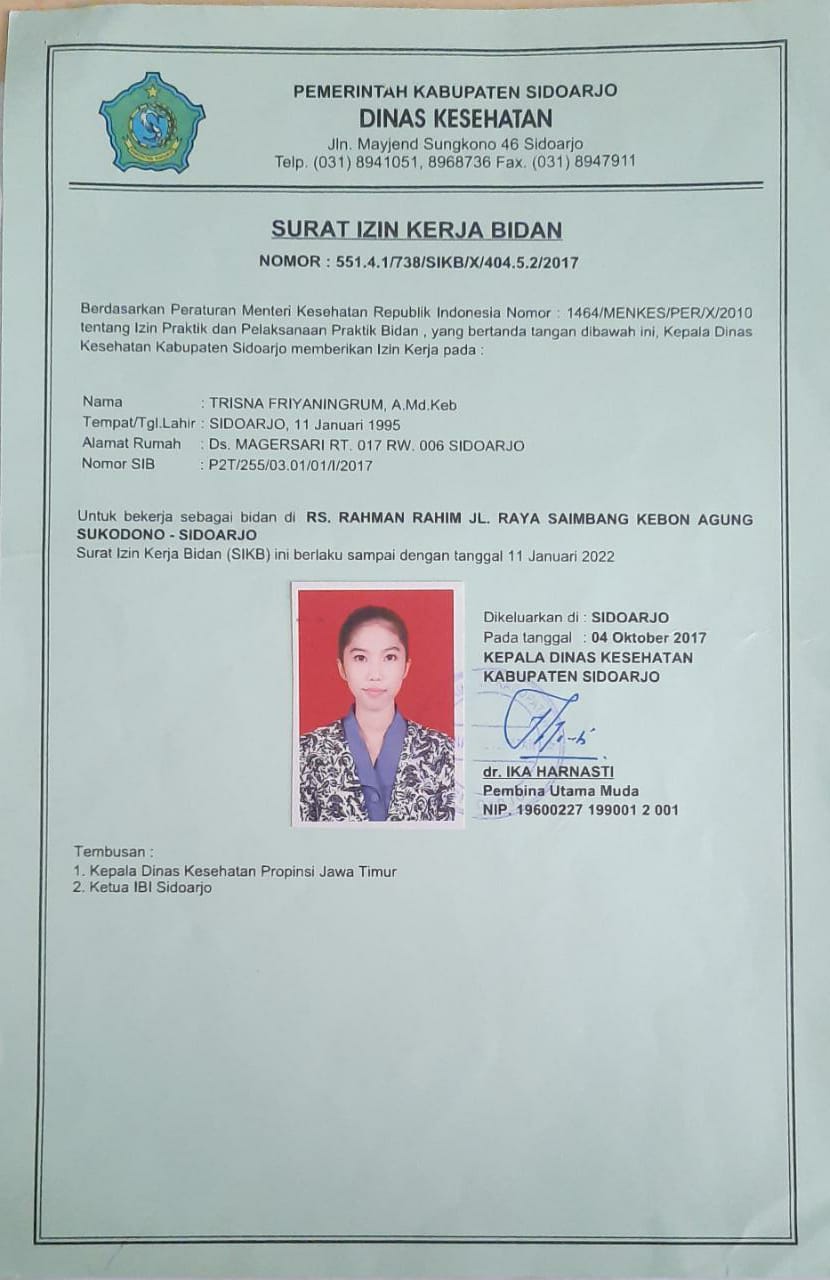 PEMERINTAH KABUPATEN SIDOARJO
DINAS KESEHATAN
Jln. Mayjend Sungkono 46 Sidoarjo
Telp. (031) 8941051, 8968736 Fax. (031) 8947911
SURAT IZIN KERJA BIDAN
NOMOR : 551.4.1/738/SIKB/X/404.5.2/2017
Berdasarkan Peraturan Menteri Kesehatan Republik Indonesia Nomor : 1464/MENKES/PER/X/2010
tentang Izin Praktik dan Pelaksanaan Praktik Bidan , yang bertanda tangan dibawah ini, Kepala Dinas
Kesehatan Kabupaten Sidoarjo memberikan Izin Kerja pada :
Nama : TRISNA FRIYANINGRUM, A.Md.Keb
Tempat/Tgl.Lahir : SIDOARJO, 11 Januari 1995
Alamat Rumah : Ds. MAGERSARI RT. 017 RW. 006 SIDOARJO
Nomor SIB : P2T/255/03.01/01/I/2017
Untuk bekerja sebagai bidan di RS. RAHMAN RAHIM JL. RAYA SAIMBANG KEBON AGUNG
SUKODONO - SIDOARJO
Surat Izin Kerja Bidan (SIKB) ini berlaku sampai dengan tanggal 11 Januari 2022
Dikeluarkan di : SIDOARJO
Pada tanggal : 04 Oktober 2017
KEPALA DINAS KESEHATAN
KABUPATEN SIDOARJO
dr. IKA HARNASTI
Pembina Utama Muda
NIP 19600227 199001 2 001
Tembusan :
1. Kepala Dinas Kesehatan Propinsi Jawa Timur
2. Ketua IBI Sidoarjo